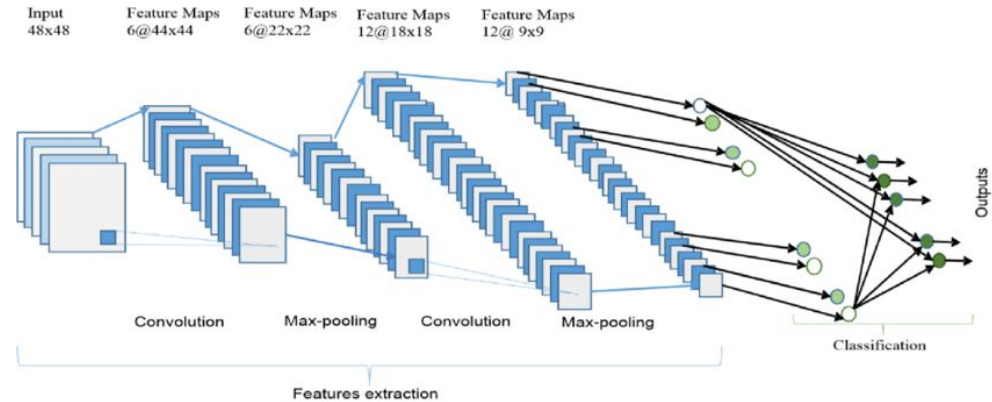 Input
48x48
Feature Maps
6@44x44
Feature Maps
6@22x22
Feature Maps
12@18x18
Feature Maps
12@ 9x9
Outputs
Convolution
Max-pooling
Convolution
Max-pooling
Classification
Features extraction